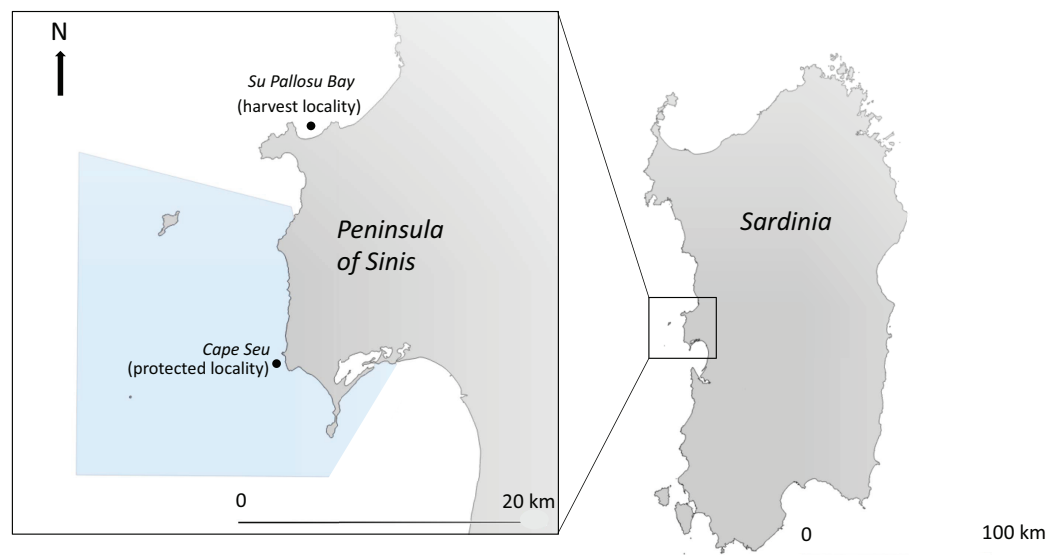 N
Su Pallosu Bay
(harvest locality)
Peninsula
of Sinis
Cape Seu
(protected locality)
0
20 km
Sardinia
0
100 km